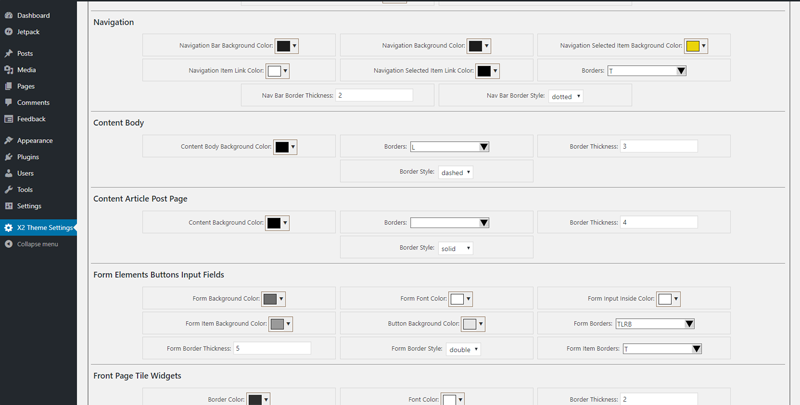 Dashboard
Jetpack
Posts
Media
Pages
Comments
Feedback
Appearance
Plugins
Users
Tools
Settings
X2 Theme Settings
Collapse menu
Navigation
Navigation Bar Background Color: Navigation Background Color: Navigation Selected Item Background Color:
Navigation Item Link Color: Navigation Selected Item Link Color: Borders: T
Nav Bar Border Thickness: 2 Nav Bar Border Style: dotted
Content Body
Content Body Background Color: Borders: L Border Thickness: 3
Border Style: dashed
Content Article Post Page
Content Background Color: Borders: Border Thickness: 4
Border Style: solid
Form Elements Buttons Input Fields
Form Background Color: Form Font Color: Form Input Inside Color:
Form Item Background Color: Button Background Color: Form Borders: TLRB
Form Border Thickness: 5 Form Border Style: double Form Item Borders: T
Front Page Tile Widgets
Border Color: Font Color: Border Thickness: 2